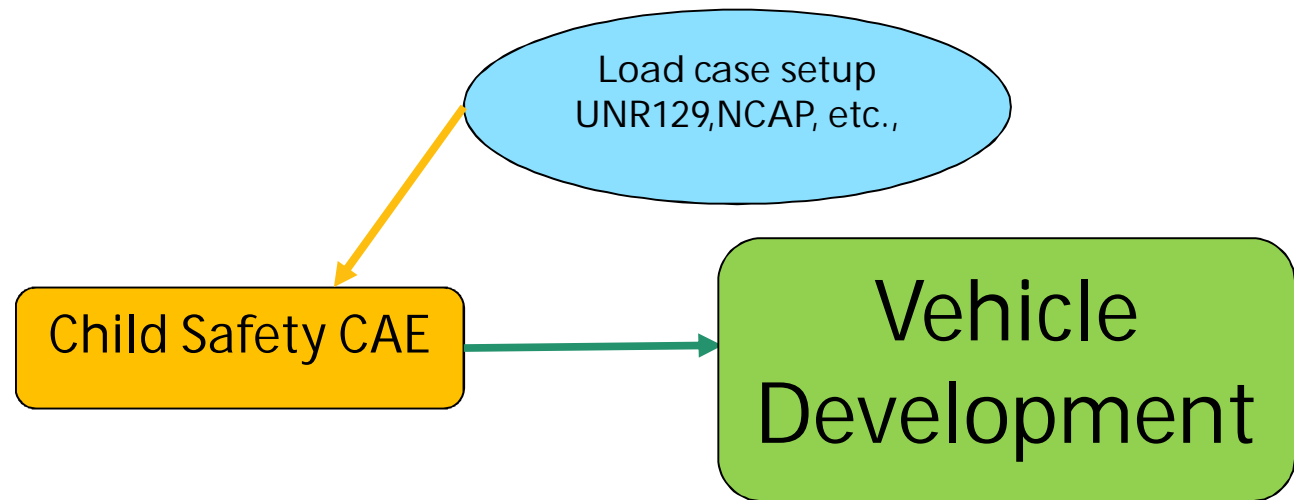 Load case setup
UNR129,NCAP, etc.,
Child Safety CAE
Vehicle
Development